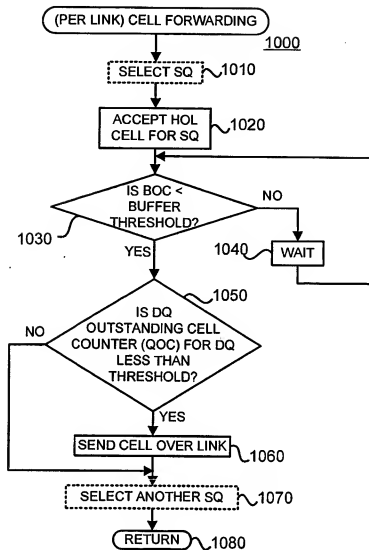 (PER LINK) CELL FORWARDING
1000
SELECT SQ
1010
ACCEPT HOL
CELL FOR SQ
1020
IS BOC <
BUFFER
THRESHOLD?
NO
1030
1040
WAIT
YES
1050
IS DQ
OUTSTANDING CELL
COUNTER (QOC) FOR DQ
LESS THAN
THRESHOLD?
NO
YES
SEND CELL OVER LINK
1060
SELECT ANOTHER SQ
1070
RETURN
1080